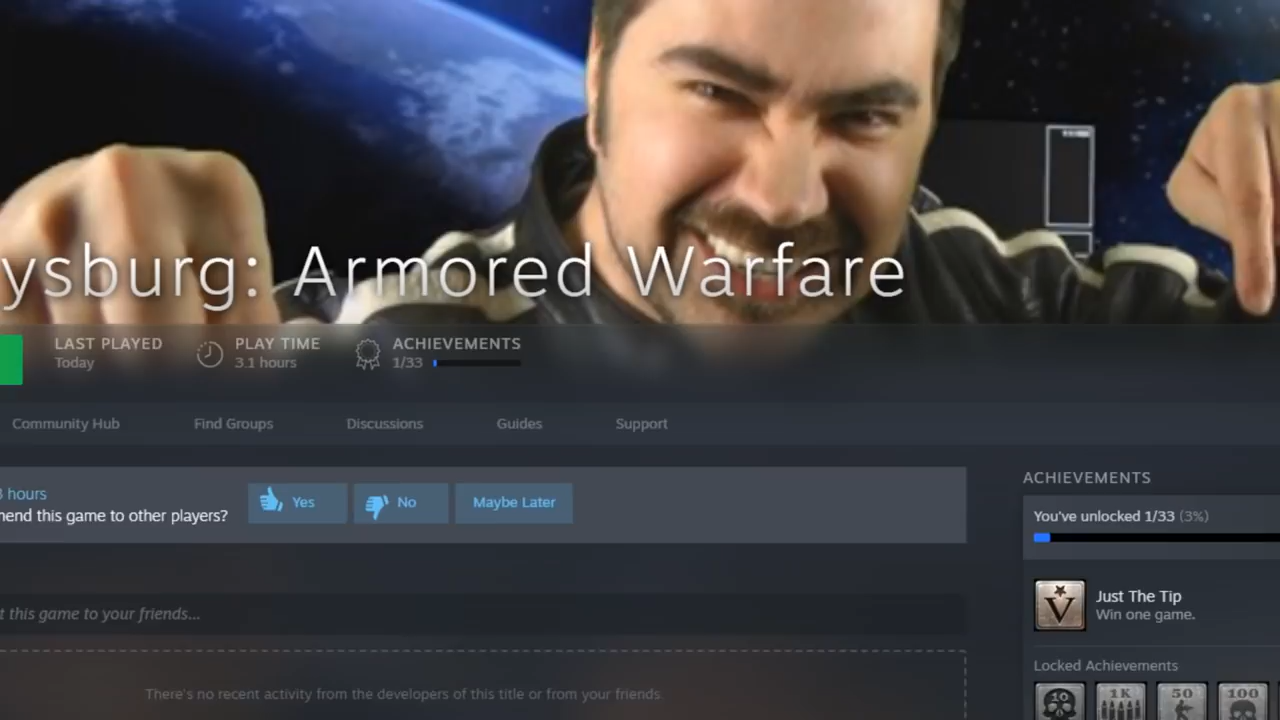 ysburg: Armored Warfare
LAST PLAYED
Today
PLAY TIME
3.1 hours
ACHIEVEMENTS
1/33
Community Hub
Find Groups
Discussions
Guides
Support
hours
mend this game to other players?
Yes
No
Maybe Later
t this game to your friends...
There's no recent activity from the developers of this title or from your friends.
ACHIEVEMENTS
You've unlocked 1/33 (3%)
V
Just The Tip
Win one game.
Locked Achievements
10
1K
50
100